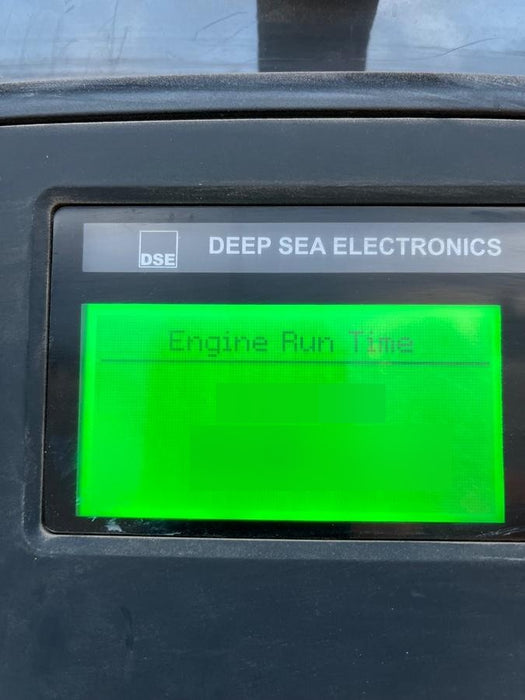 DSE
DEEP SEA ELECTRONICS
Engine Run Time